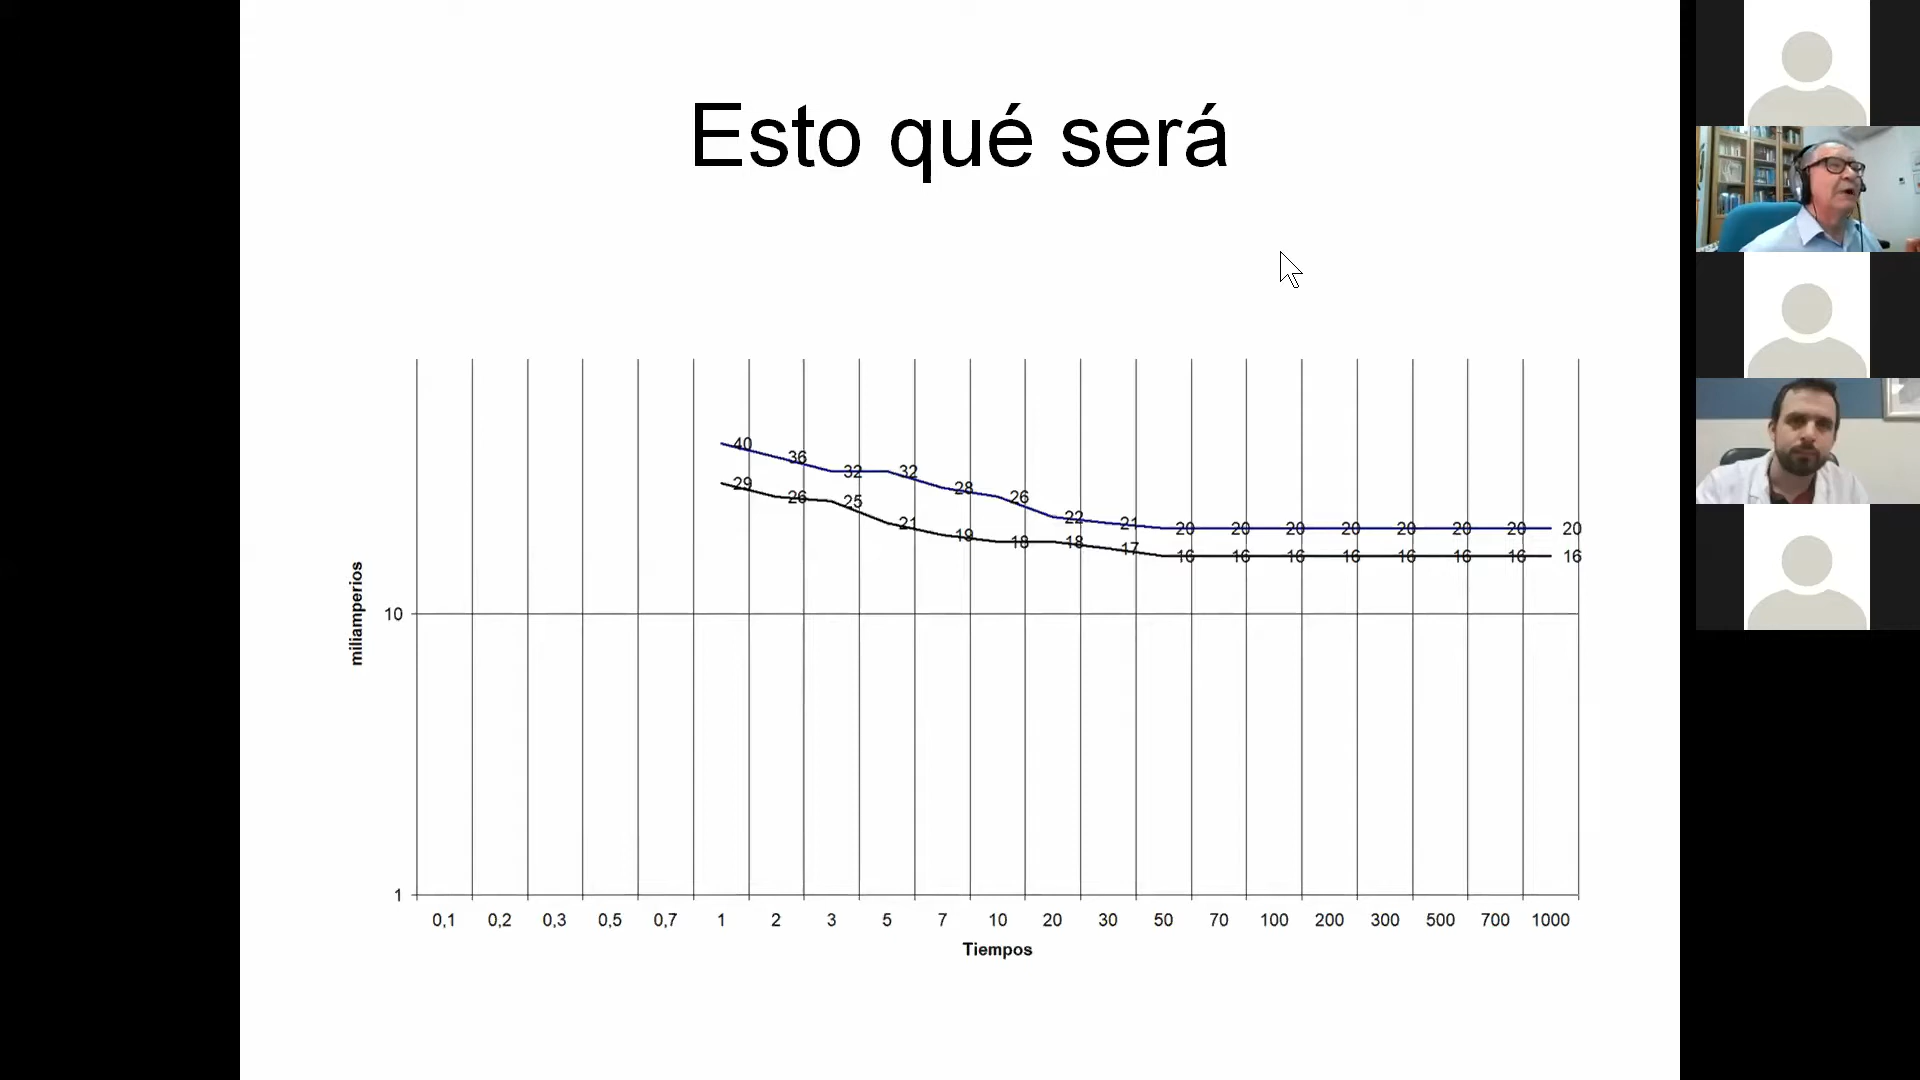 Esto qué será
40 36 32 32 28 26 22 21 20 20 20 20 20 20 20 20
29 26 25 21 19 18 18 17 16 16 16 16 16 16 16 16
miliamperios
10
1
0,1 0,2 0,3 0,5 0,7 1 2 3 5 7 10 20 30 50 70 100 200 300 500 700 1000
Tiempos